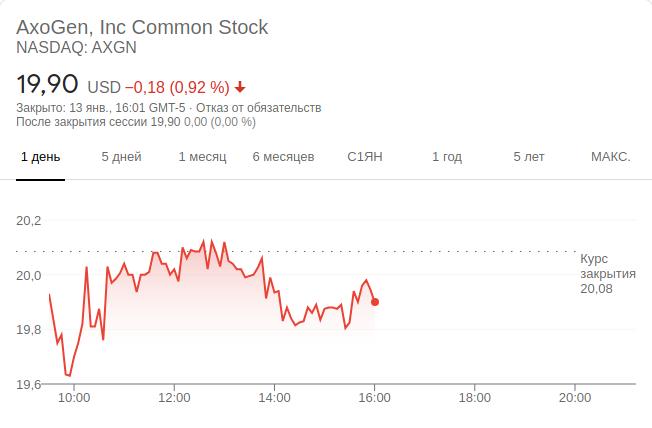 AxoGen, Inc Common Stock
NASDAQ: AXGN
19,90 USD −0,18 (0,92 %)
Закрыто: 13 янв., 16:01 GMT-5 · Отказ от обязательств
После закрытия сессии 19,90 0,00 (0,00 %)
1 день 5 дней 1 месяц 6 месяцев С1ЯН 1 год 5 лет МАКС.
20,2
Курс
закрытия
20,08
20,0
19,8
19,6
10:00 12:00 14:00 16:00 18:00 20:00